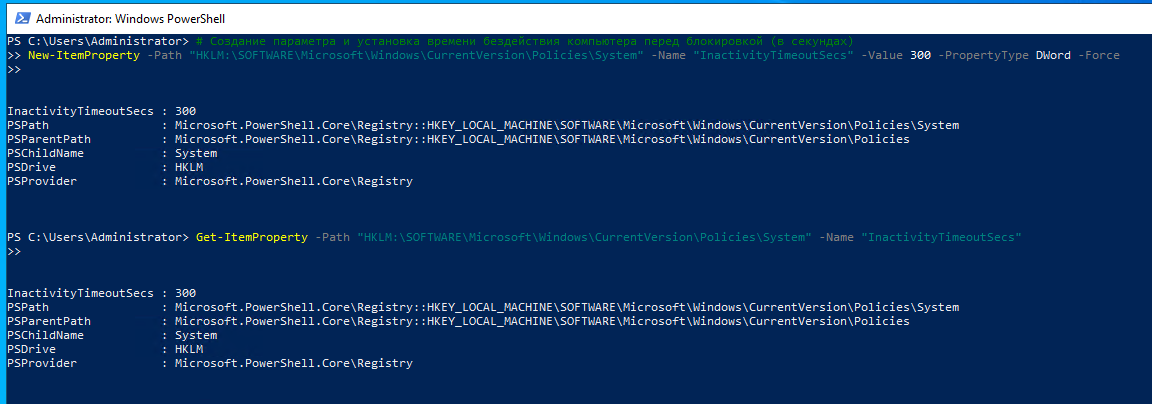 Administrator: Windows PowerShell
PS C:\Users\Administrator> # Создание параметра и установка времени бездействия компьютера перед блокировкой (в секундах)
>> New-ItemProperty -Path "HKLM:\SOFTWARE\Microsoft\Windows\CurrentVersion\Policies\System" -Name "InactivityTimeoutSecs" -Value 300 -PropertyType DWord -Force
>>
InactivityTimeoutSecs : 300
PSPath : Microsoft.PowerShell.Core\Registry::HKEY_LOCAL_MACHINE\SOFTWARE\Microsoft\Windows\CurrentVersion\Policies\System
PSParentPath : Microsoft.PowerShell.Core\Registry::HKEY_LOCAL_MACHINE\SOFTWARE\Microsoft\Windows\CurrentVersion\Policies
PSChildName : System
PSDrive : HKLM
PSProvider : Microsoft.PowerShell.Core\Registry
PS C:\Users\Administrator> Get-ItemProperty -Path "HKLM:\SOFTWARE\Microsoft\Windows\CurrentVersion\Policies\System" -Name "InactivityTimeoutSecs"
>>
InactivityTimeoutSecs : 300
PSPath : Microsoft.PowerShell.Core\Registry::HKEY_LOCAL_MACHINE\SOFTWARE\Microsoft\Windows\CurrentVersion\Policies\System
PSParentPath : Microsoft.PowerShell.Core\Registry::HKEY_LOCAL_MACHINE\SOFTWARE\Microsoft\Windows\CurrentVersion\Policies
PSChildName : System
PSDrive : HKLM
PSProvider : Microsoft.PowerShell.Core\Registry